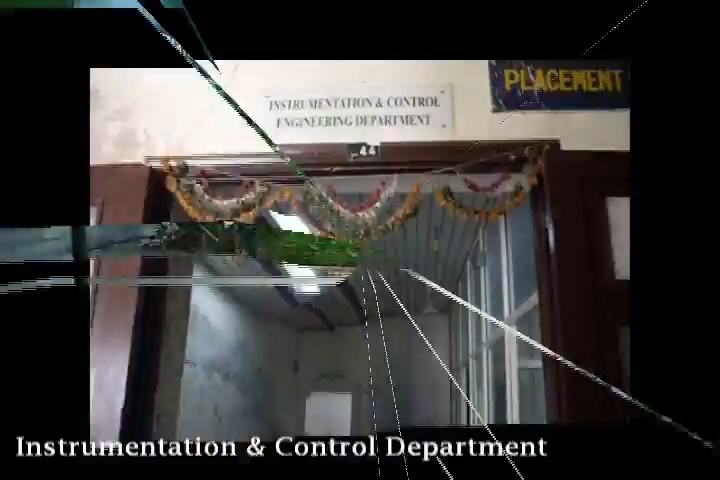 PLACEMENT
INSTRUMENTATION & CONTROL
ENGINEERING DEPARTMENT
44
Instrumentation & Control Department